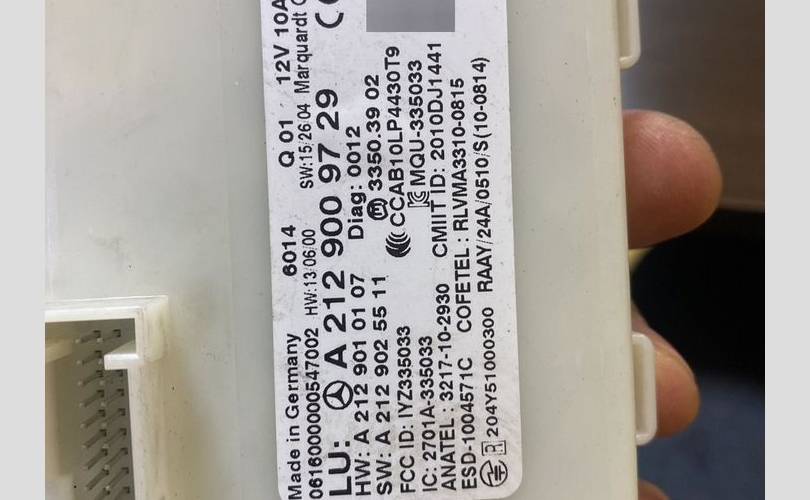 Made in Germany 6014 Q 01 12V 10A
0616000000547002 HW:13/06/00 SW:15/26/04 Marquardt
LU: A 212 900 97 29 CE
HW: A 212 901 01 07 Diag: 0012
SW: A 212 902 55 11 m 3350.39 02
FCC ID: IYZ335033 CCAB10LP4430T9
IC: 2701A-335033 MQU-335033
ANATEL: 3217-10-2930 CMIIT ID: 2010DJ1441
ESD-1004571C COFETEL : RLVMA3310-0815
R 204Y51000300 RAAY/24A/0510/S(10-0814)